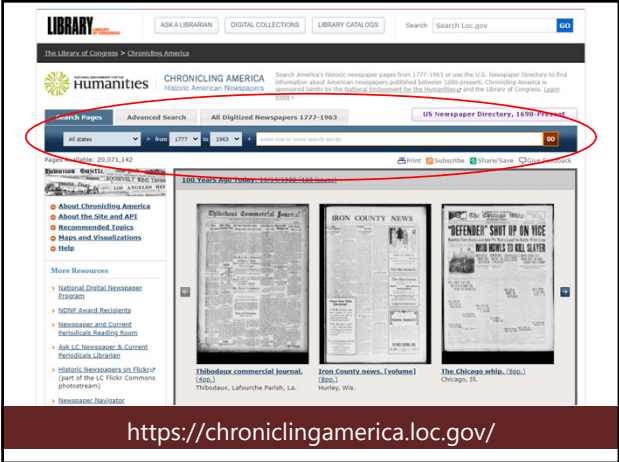 LIBRARY OF CONGRESS
ASK A LIBRARIAN
DIGITAL COLLECTIONS
LIBRARY CATALOGS
Search
Search Loc.gov
GO
The Library of Congress > Chronicling America
Humanities
CHRONICLING AMERICA
Historic American Newspapers
Search America's historic newspaper pages from 1777-1963 or use the U.S. Newspaper Directory to find
information about American newspapers published between 1690-present. Chronicling America is
sponsored jointly by the National Endowment for the Humanities and the Library of Congress. Learn
more »
Search Pages
Advanced Search
All Digitized Newspapers 1777-1963
US Newspaper Directory, 1690-Present
All states + from 1777 to 1963 + enter one or more search words GO
Pages Available: 20,071,142
Print Subscribe Share/Save Give Feedback
Hawaiian Gazette.
About Chronicling America
About the Site and API
Recommended Topics
Maps and Visualizations
Help
More Resources
National Digital Newspaper
Program
NDNP Award Recipients
Newspaper and Current
Periodicals Reading Room
Ask LC Newspaper & Current
Periodicals Librarian
Historic Newspapers on Flickr
(part of the LC Flickr Commons
photostream)
Newspaper Navigator
100 Years Ago Today:
Thibodaux Commercial Journal
IRON COUNTY NEWS
The Chicago Whip
"DEFENDER" SHUT UP ON VICE
MOB HOWLS TO KILL SLAYER
Thibodaux commercial journal.
(4pp.)
Thibodaux, Lafourche Parish, La.
Iron County news. [volume]
(8pp.)
Hurley, Wis.
The Chicago whip. (8pp.)
Chicago, Ill.
https://chroniclingamerica.loc.gov/